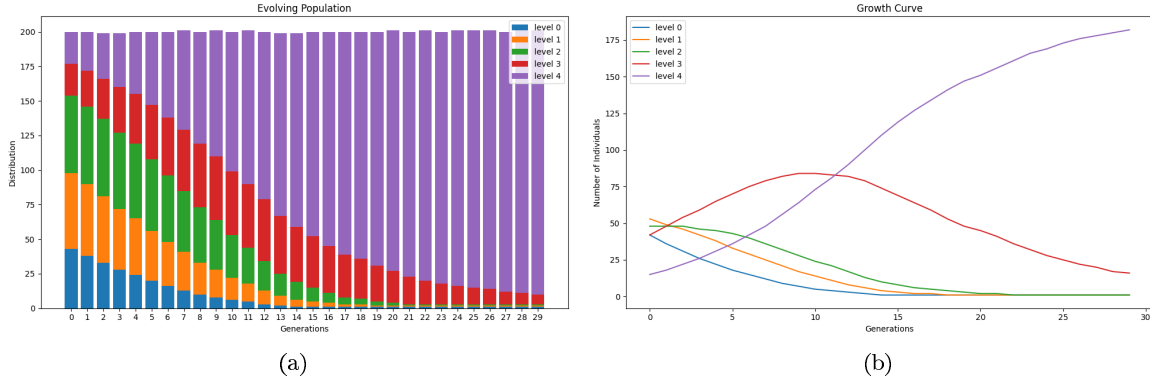 Evolving Population
200
175
150
125
100
75
50
25
0
Distribution
level 0
level 1
level 2
level 3
level 4
0 1 2 3 4 5 6 7 8 9 10 11 12 13 14 15 16 17 18 19 20 21 22 23 24 25 26 27 28 29
Generations
(a)
Growth Curve
175
150
125
100
75
50
25
0
Number of Individuals
level 0
level 1
level 2
level 3
level 4
0 5 10 15 20 25 30
Generations
(b)